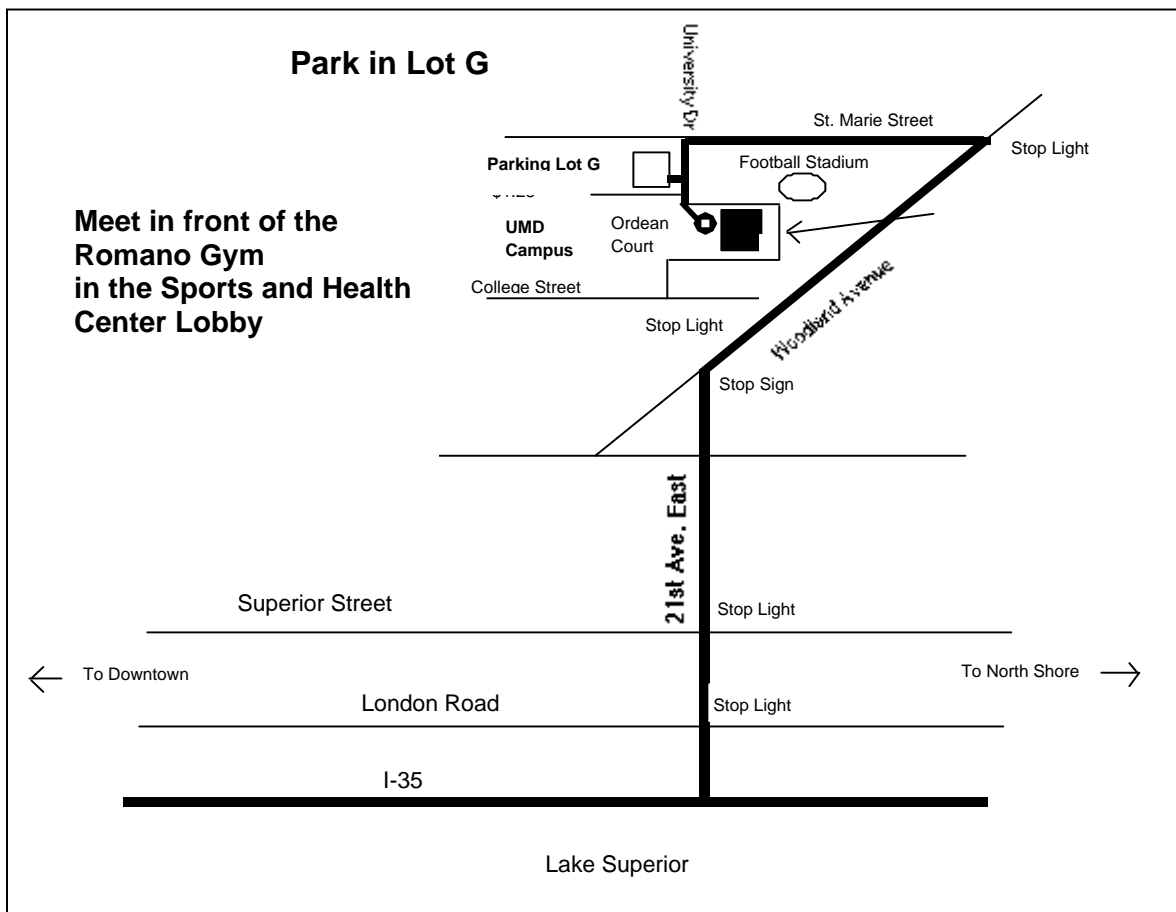 Park in Lot G
University Dr
St. Marie Street
Stop Light
Parking Lot G
Football Stadium
Meet in front of the
Romano Gym
in the Sports and Health
Center Lobby
UMD
Campus
Ordean
Court
College Street
Stop Light
Woodland Avenue
Stop Sign
21st Ave. East
Superior Street
Stop Light
To Downtown
To North Shore
London Road
Stop Light
I-35
Lake Superior